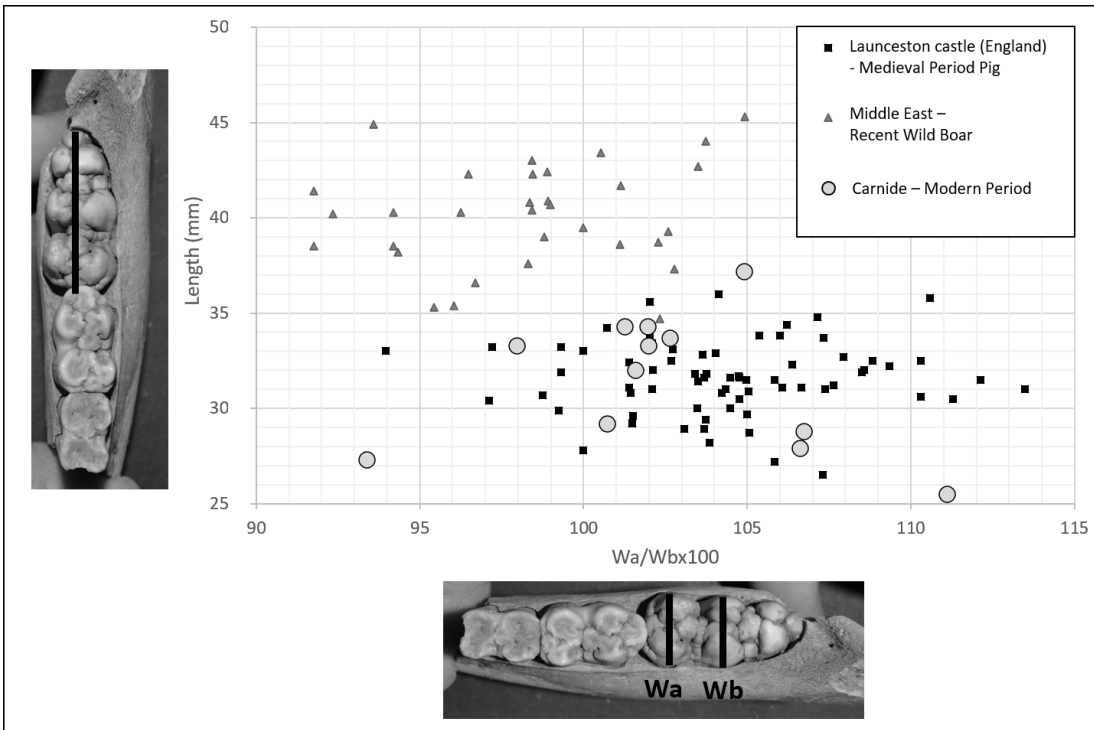 50
45
40
35
30
25
Length (mm)
90
95
100
105
110
115
Wa/Wbx100
Launceston castle (England)
- Medieval Period Pig
Middle East –
Recent Wild Boar
Carnide – Modern Period
Wa
Wb